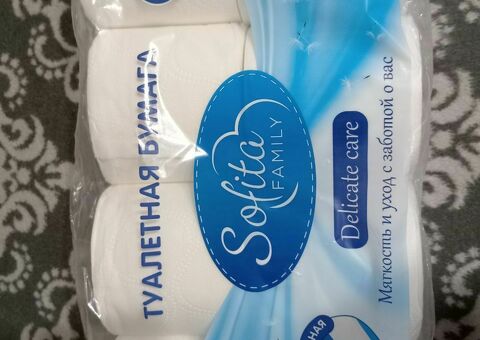 ТУАЛЕТНАЯ БУМАГА
Sofita
FAMILY
Delicate care
Мягкость и уход с заботой о вас